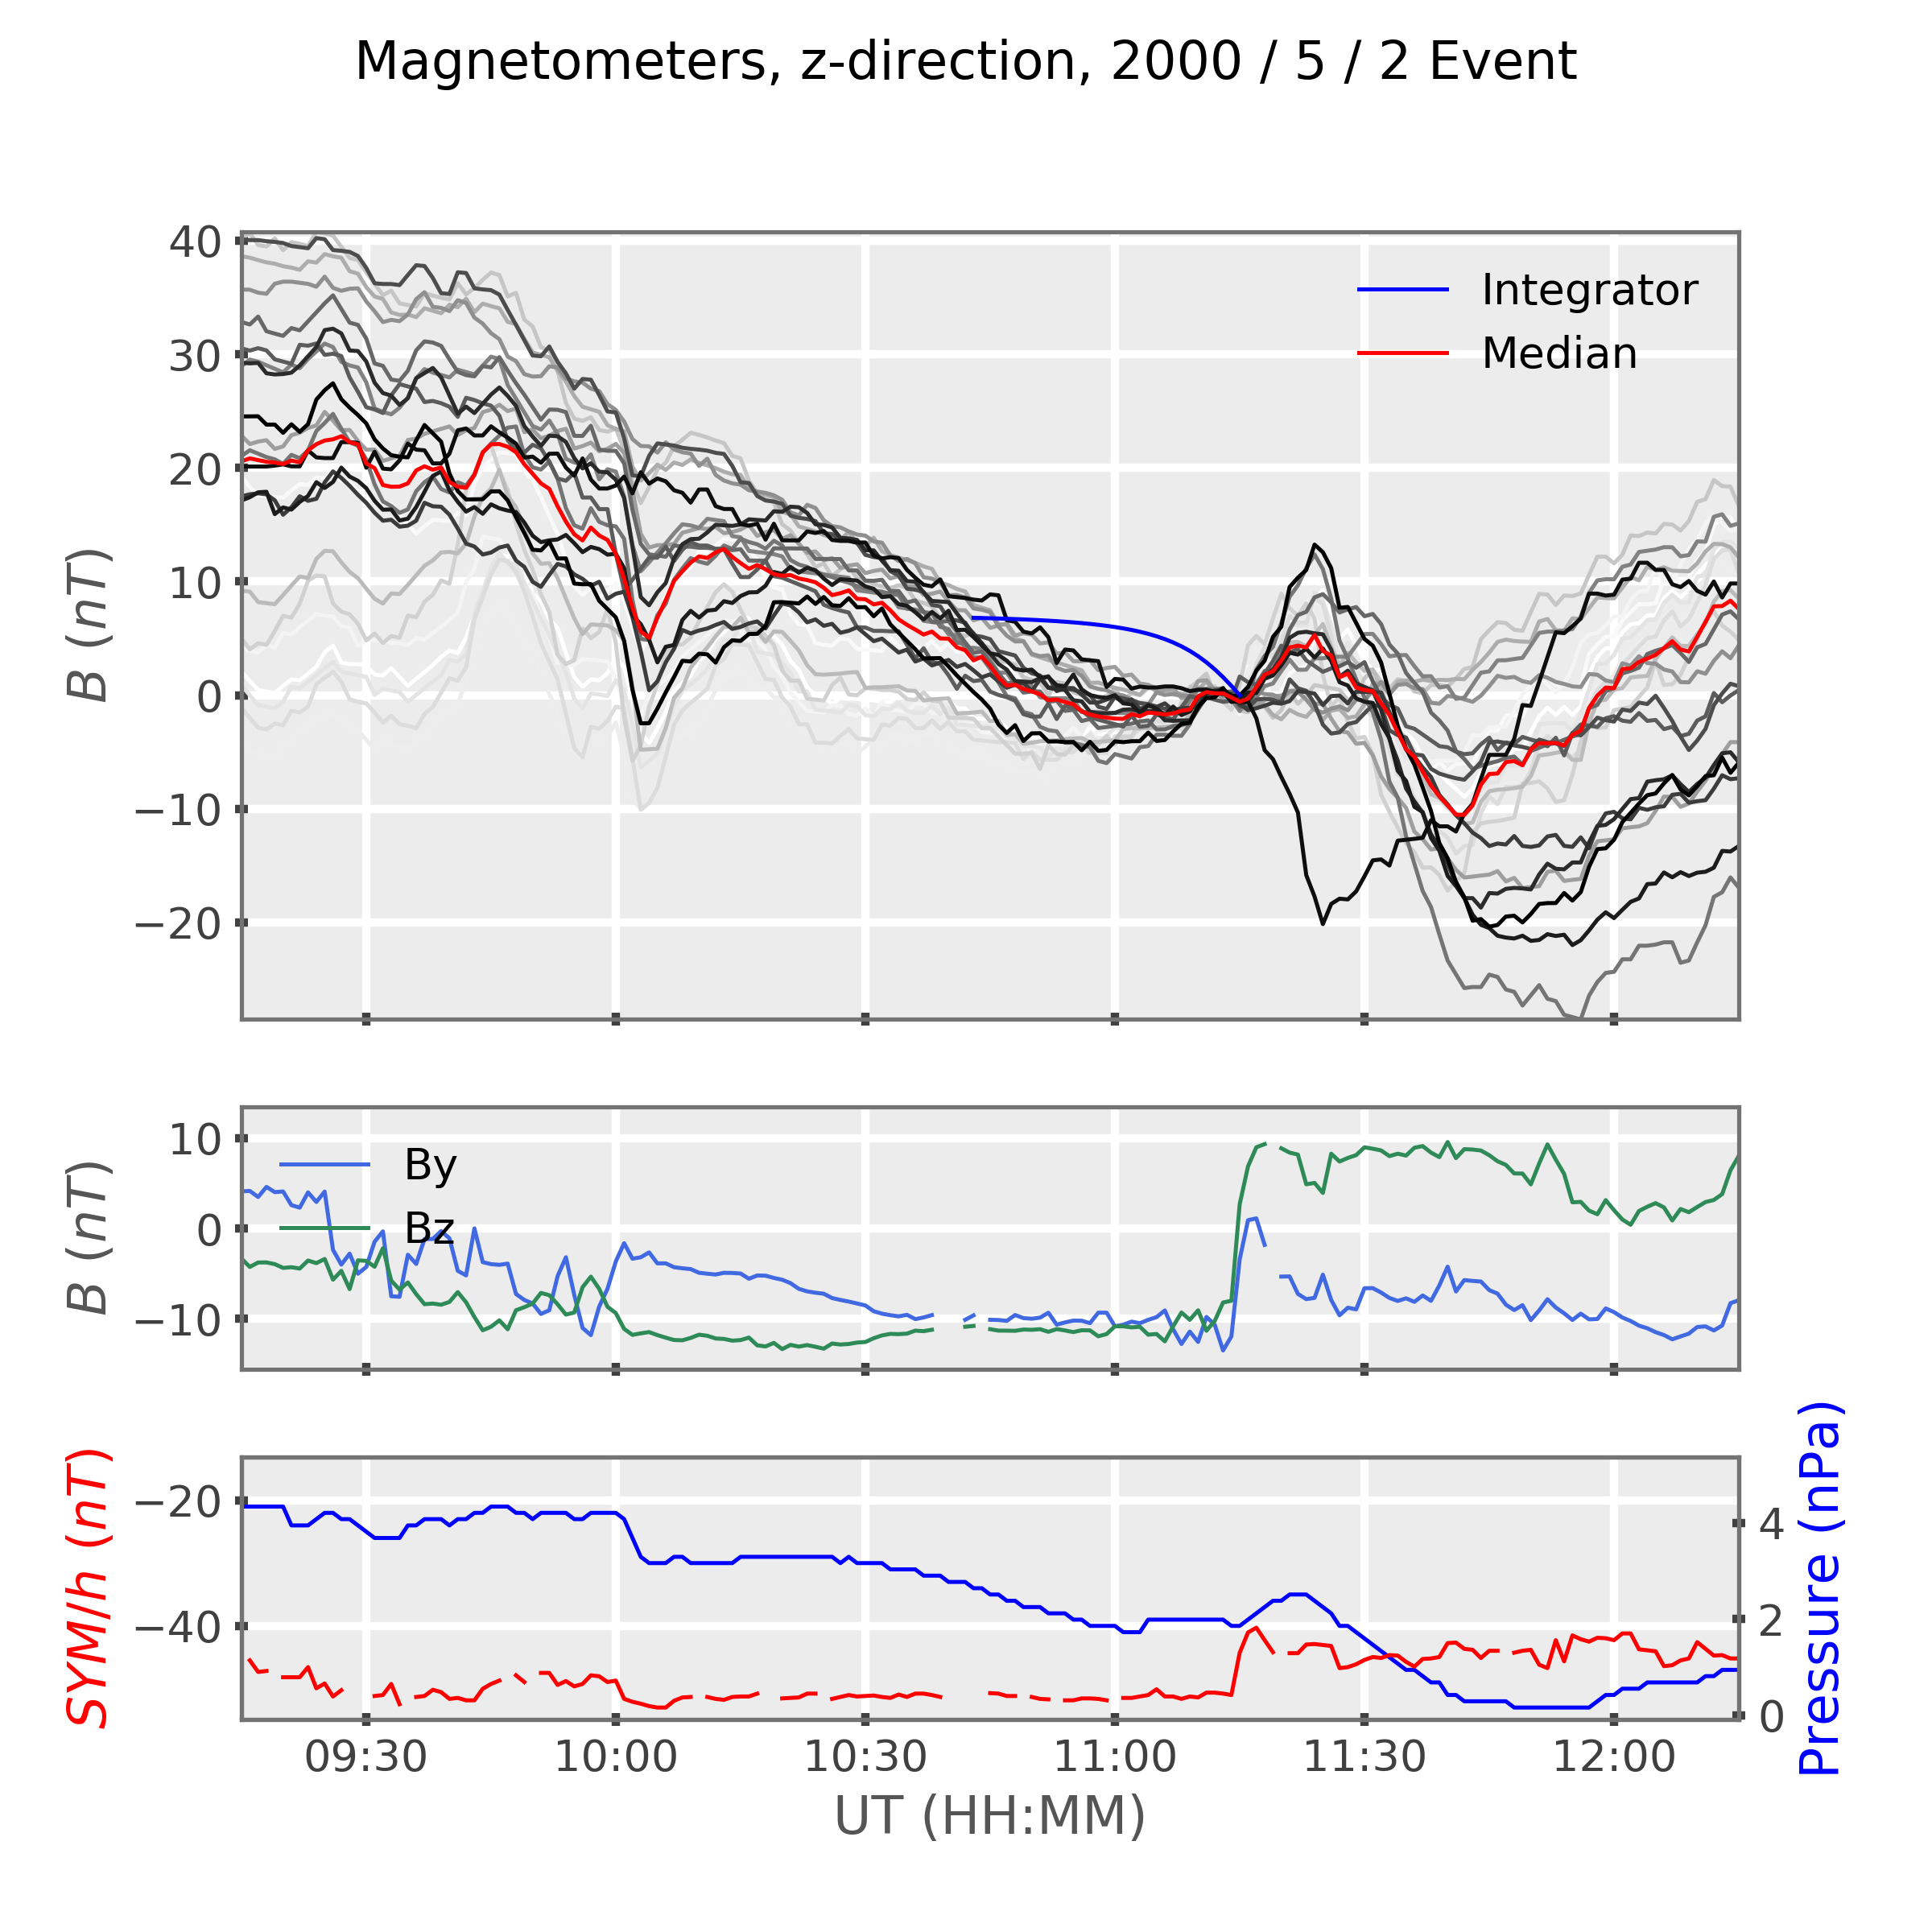 Magnetometers, z-direction, 2000 / 5 / 2 Event
40
30
20
10
0
−10
−20
B (nT)
Integrator
Median
10
0
−10
B (nT)
By
Bz
−20
−40
SYM/h (nT)
4
2
0
Pressure (nPa)
09:30 10:00 10:30 11:00 11:30 12:00
UT (HH:MM)